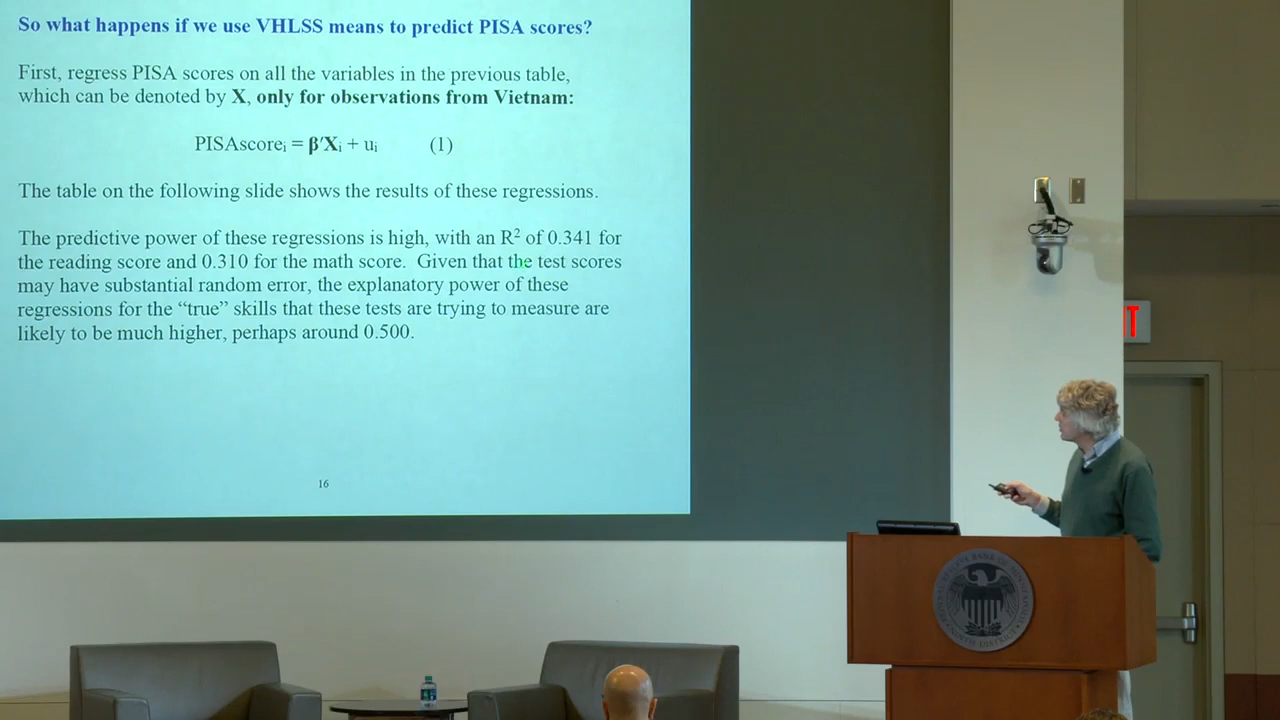 So what happens if we use VHLSS means to predict PISA scores?
First, regress PISA scores on all the variables in the previous table,
which can be denoted by X, only for observations from Vietnam:
PISAscoreᵢ = β′Xᵢ + uᵢ (1)
The table on the following slide shows the results of these regressions.
The predictive power of these regressions is high, with an R² of 0.341 for
the reading score and 0.310 for the math score. Given that the test scores
may have substantial random error, the explanatory power of these
regressions for the “true” skills that these tests are trying to measure are
likely to be much higher, perhaps around 0.500.
16